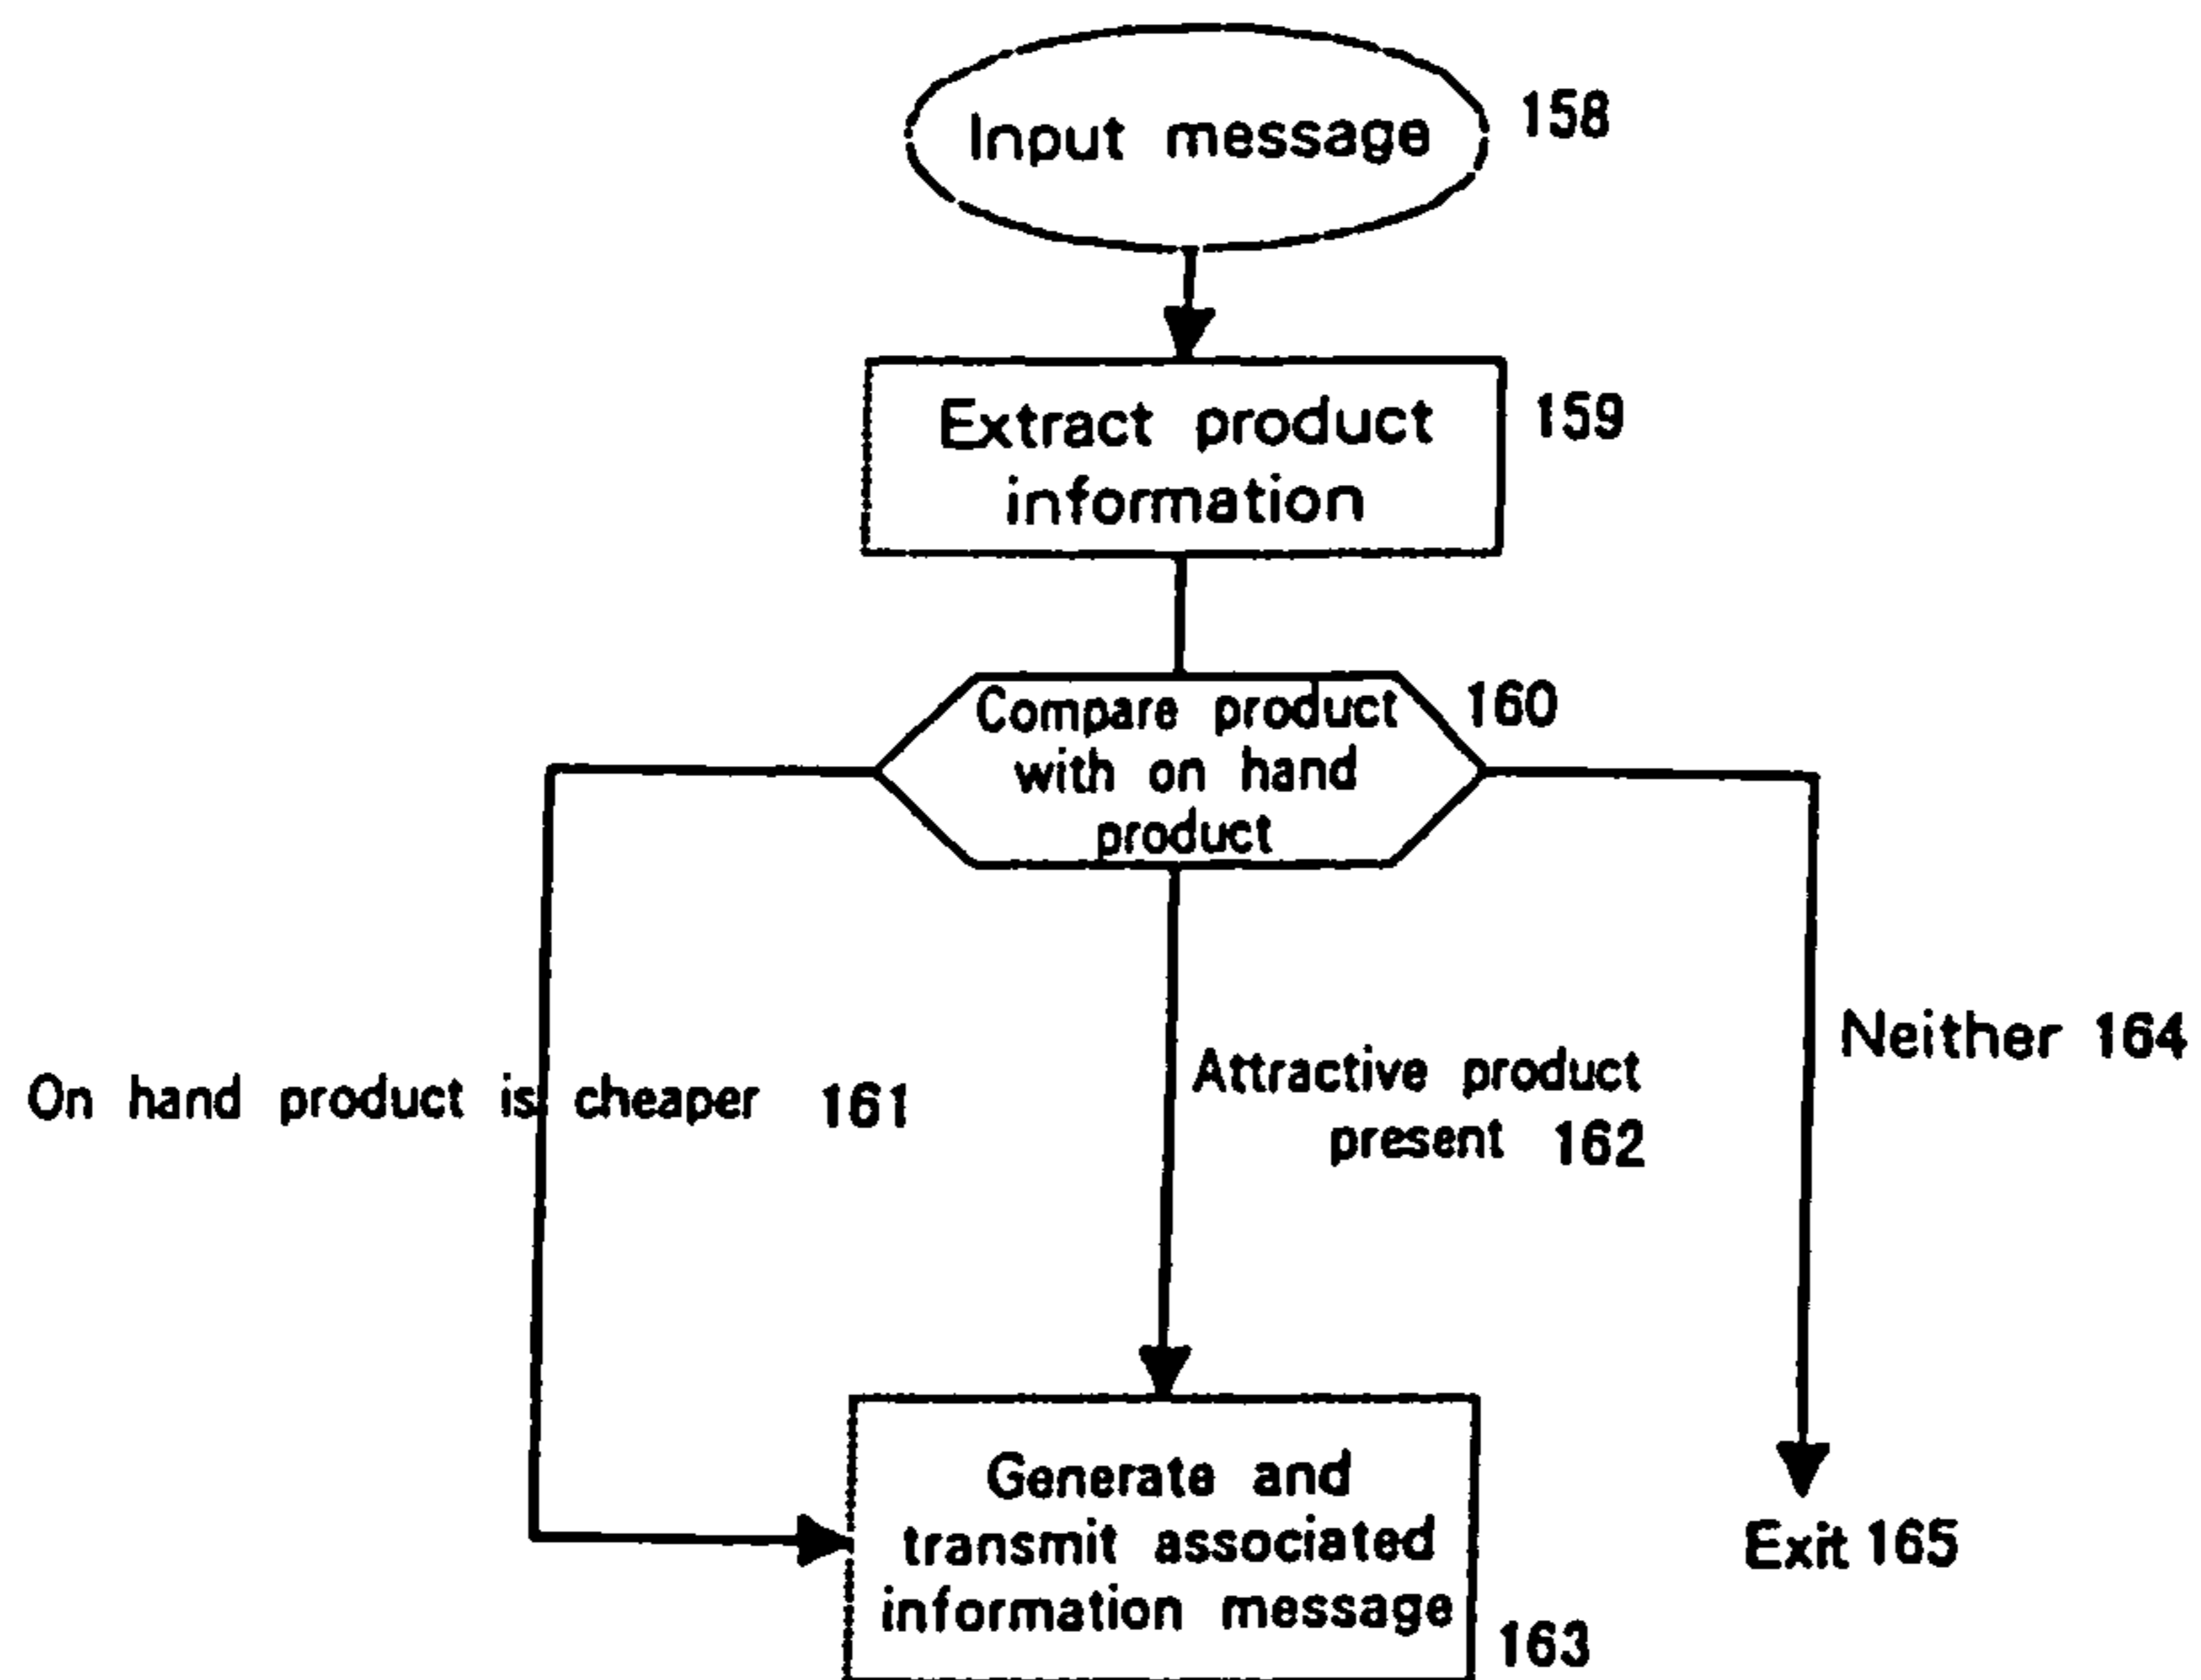 Input message 158
Extract product 159
information
Compare product 160
with on hand
product
On hand product is cheaper 161
Attractive product
present 162
Neither 164
Generate and
transmit associated
information message
163
Exit 165